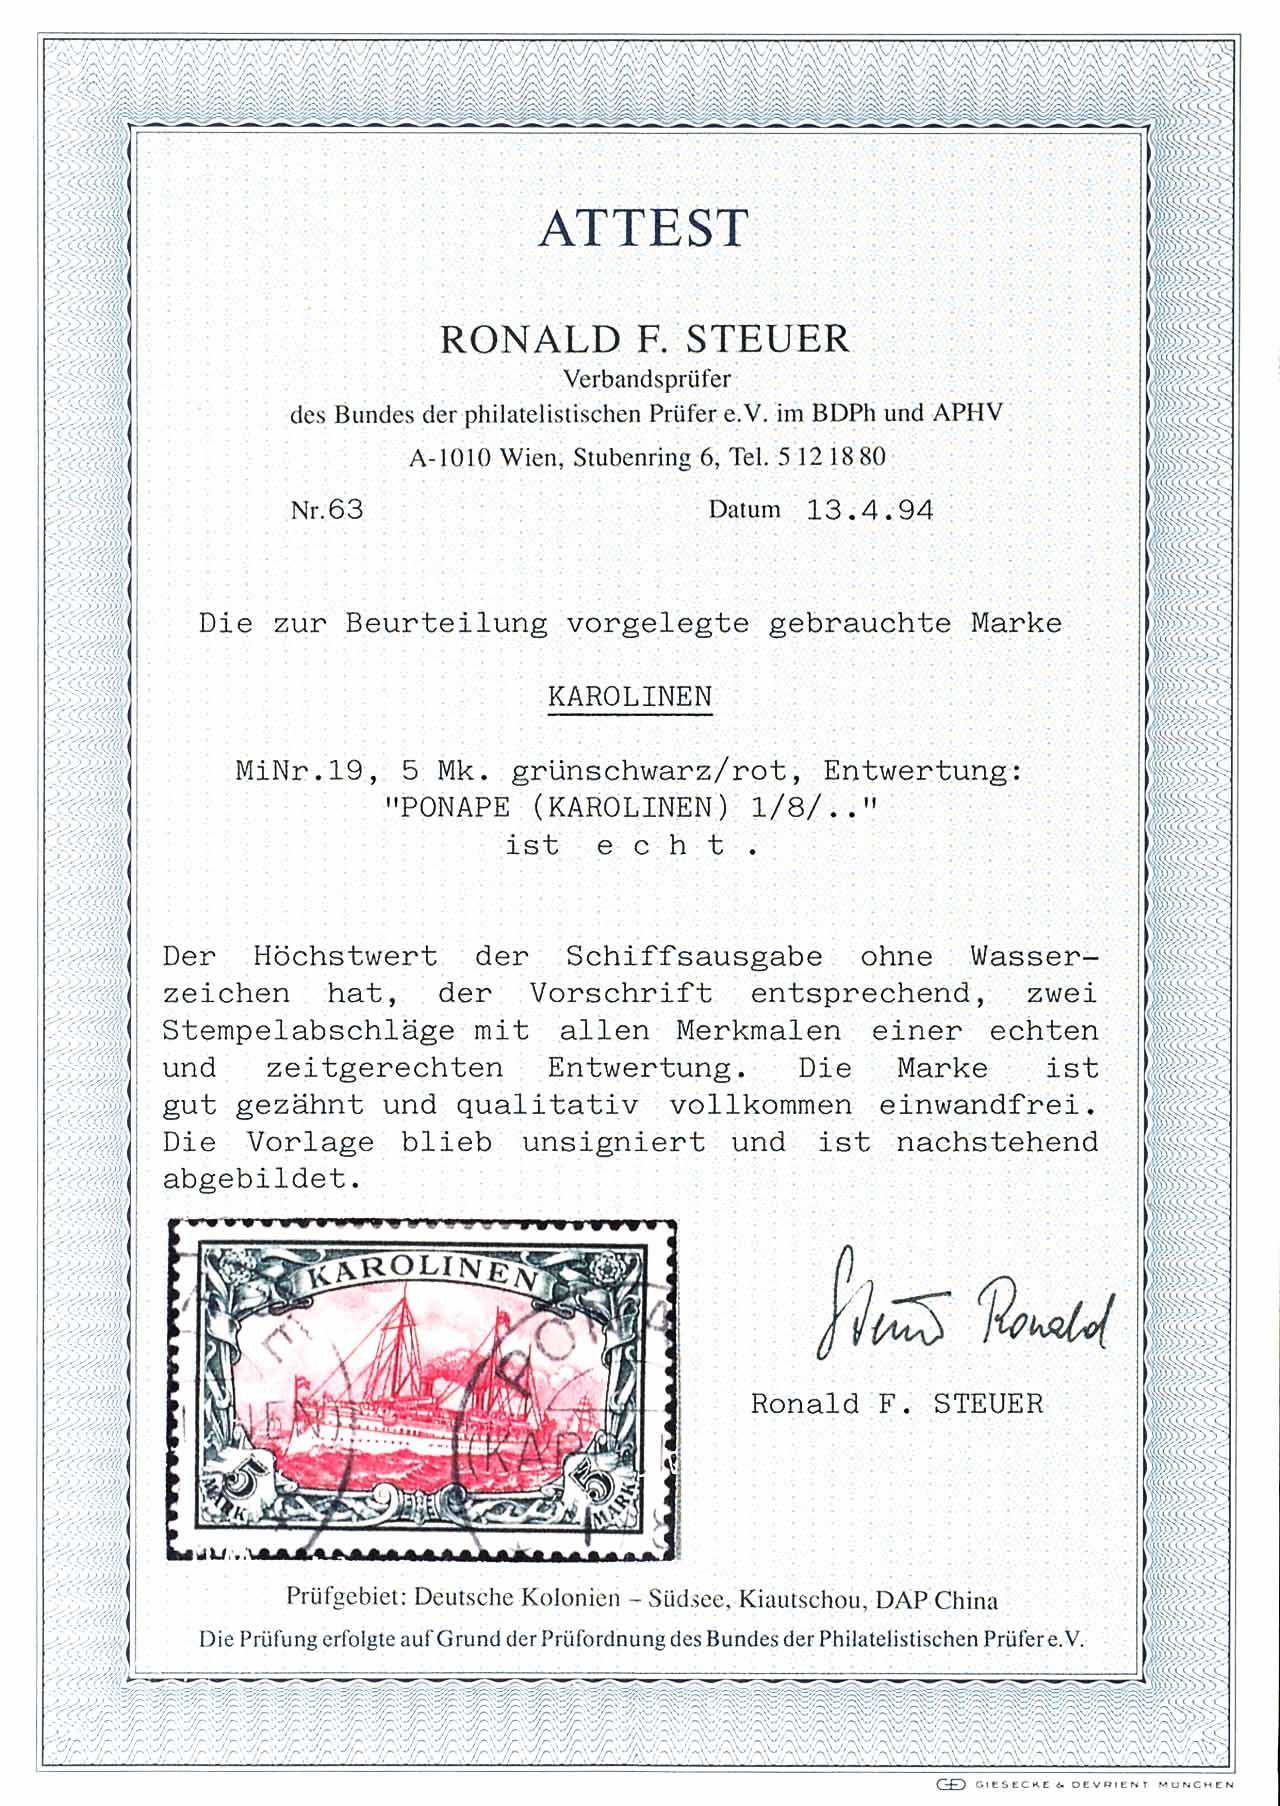 ATTEST
RONALD F. STEUER
Verbandsprüfer
des Bundes der philatelistischen Prüfer e.V. im BDPh und APHV
A-1010 Wien, Stubenring 6, Tel. 5 12 18 80
Nr.63 Datum 13.4.94
Die zur Beurteilung vorgelegte gebrauchte Marke
KAROLINEN
MiNr.19, 5 Mk. grünschwarz/rot, Entwertung:
"PONAPE (KAROLINEN) 1/8/.."
ist e c h t .
Der Höchstwert der Schiffsausgabe ohne Wasser-
zeichen hat, der Vorschrift entsprechend, zwei
Stempelabschläge mit allen Merkmalen einer echten
und zeitgerechten Entwertung. Die Marke ist
gut gezähnt und qualitativ vollkommen einwandfrei.
Die Vorlage blieb unsigniert und ist nachstehend
abgebildet.
KAROLINEN
PONA
(KAR
E
NEN)
5 MARK
5 MARK
Steuer Ronald
Ronald F. STEUER
Prüfgebiet: Deutsche Kolonien – Südsee, Kiautschou, DAP China
Die Prüfung erfolgte auf Grund der Prüfordnung des Bundes der Philatelistischen Prüfer e.V.
GIESECKE & DEVRIENT MÜNCHEN